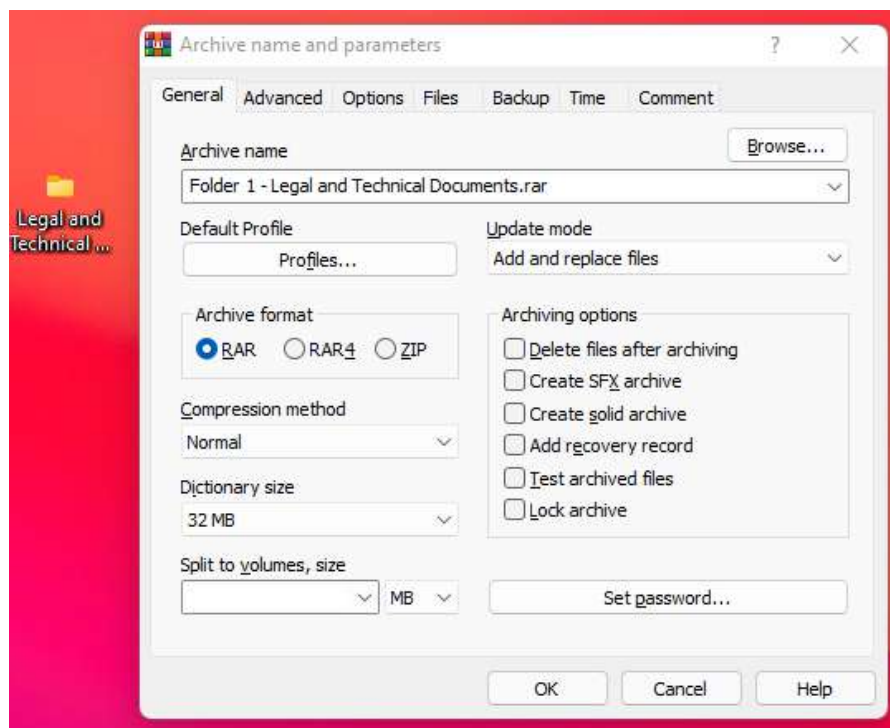 Archive name and parameters
?
General Advanced Options Files Backup Time Comment
Archive name
Browse...
Folder 1 - Legal and Technical Documents.rar
Legal and
Technical ...
Default Profile
Update mode
Profiles...
Add and replace files
Archive format
Archiving options
RAR RAR4 ZIP
Delete files after archiving
Create SFX archive
Compression method
Create solid archive
Normal
Add recovery record
Dictionary size
Test archived files
32 MB
Lock archive
Split to volumes, size
MB
Set password...
OK Cancel Help